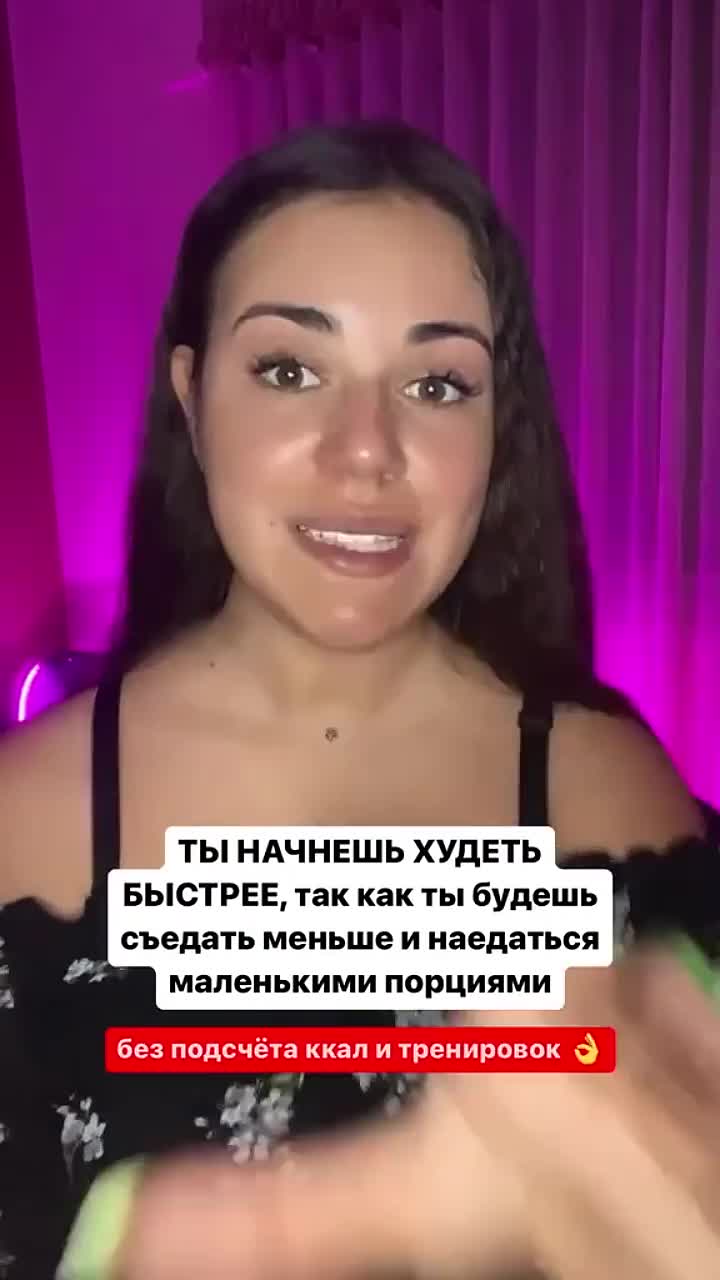 ТЫ НАЧНЕШЬ ХУДЕТЬ
БЫСТРЕЕ, так как ты будешь
съедать меньше и наедаться
маленькими порциями
без подсчёта ккал и тренировок 👌